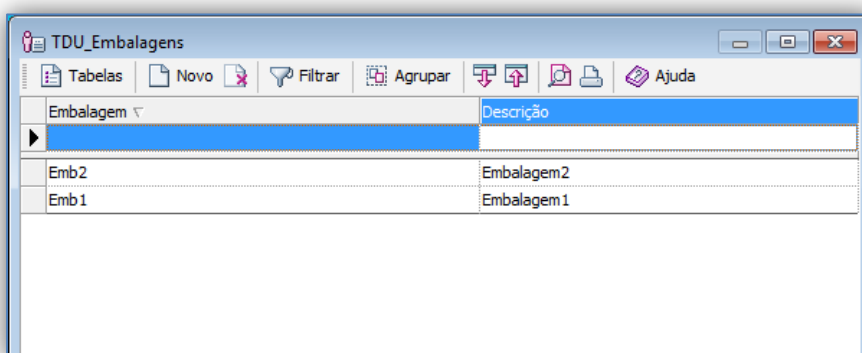 TDU_Embalagens
Tabelas Novo Filtrar Agrupar Ajuda
Embalagem Descrição
Emb2 Embalagem2
Emb1 Embalagem1